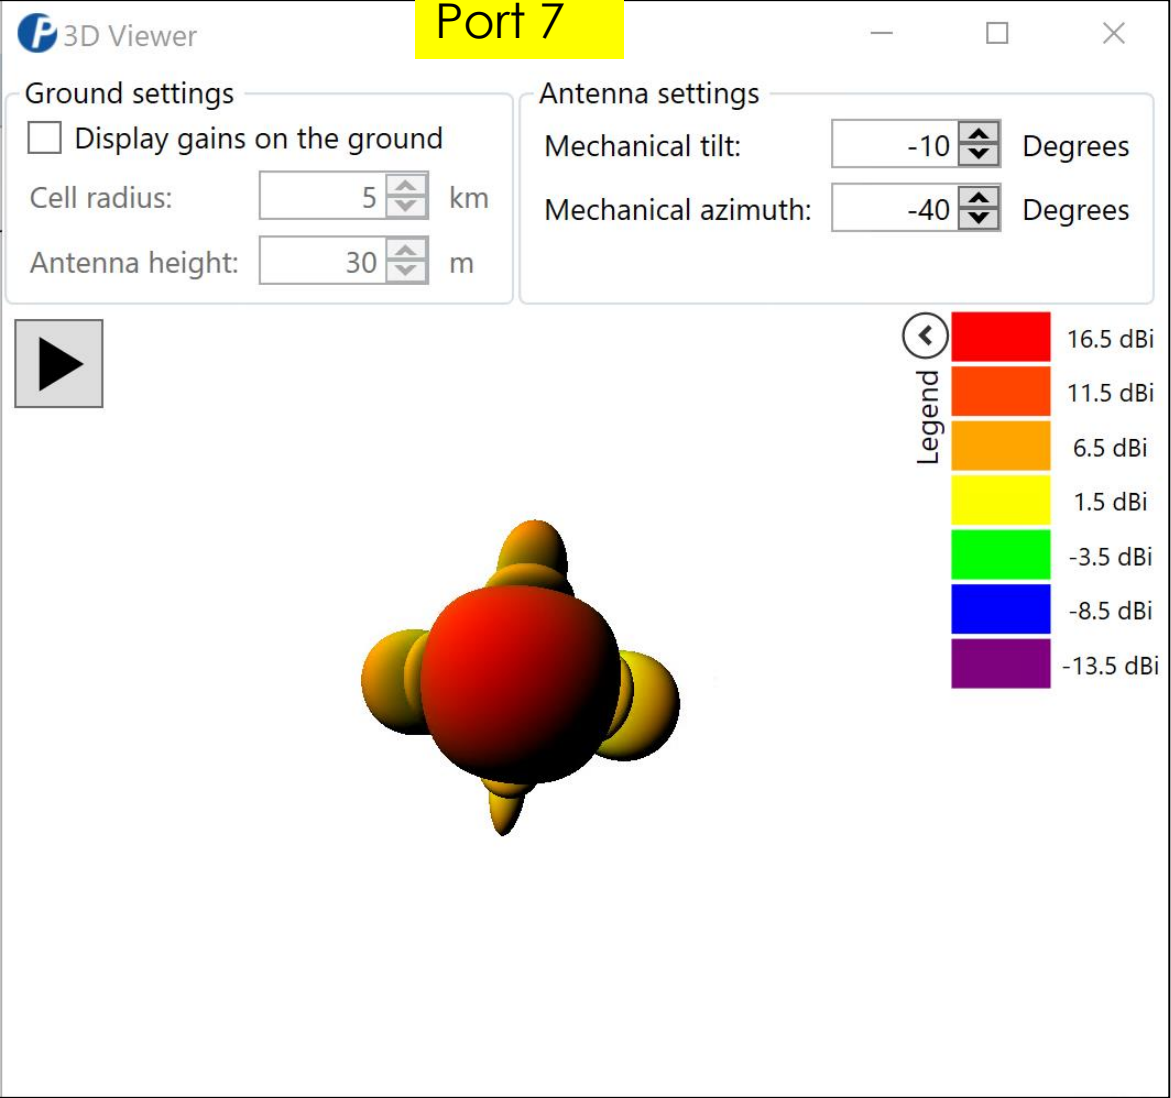 Port 7
3D Viewer
Ground settings
Display gains on the ground
Cell radius: 5 km
Antenna height: 30 m
Antenna settings
Mechanical tilt: -10 Degrees
Mechanical azimuth: -40 Degrees
Legend
16.5 dBi
11.5 dBi
6.5 dBi
1.5 dBi
-3.5 dBi
-8.5 dBi
-13.5 dBi